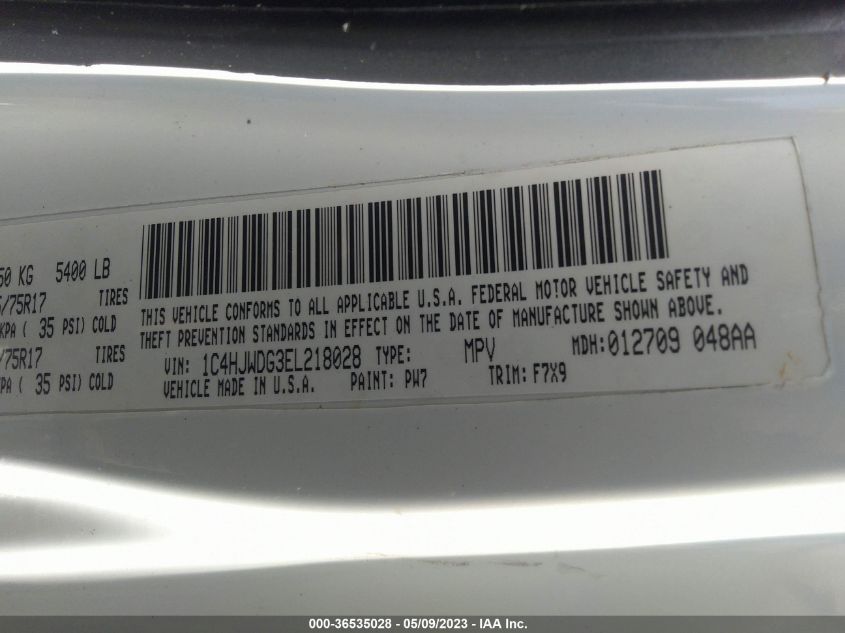 50 KG 5400 LB
/75R17 TIRES
KPA ( 35 PSI) COLD
/75R17 TIRES
PA ( 35 PSI) COLD
THIS VEHICLE CONFORMS TO ALL APPLICABLE U.S.A. FEDERAL MOTOR VEHICLE SAFETY AND
THEFT PREVENTION STANDARDS IN EFFECT ON THE DATE OF MANUFACTURE SHOWN ABOVE.
VIN: 1C4HJWDG3EL218028 TYPE: MPV MDH: 012709 048AA
VEHICLE MADE IN U.S.A. PAINT: PW7 TRIM: F7X9
000-36535028 - 05/09/2023 - IAA Inc.